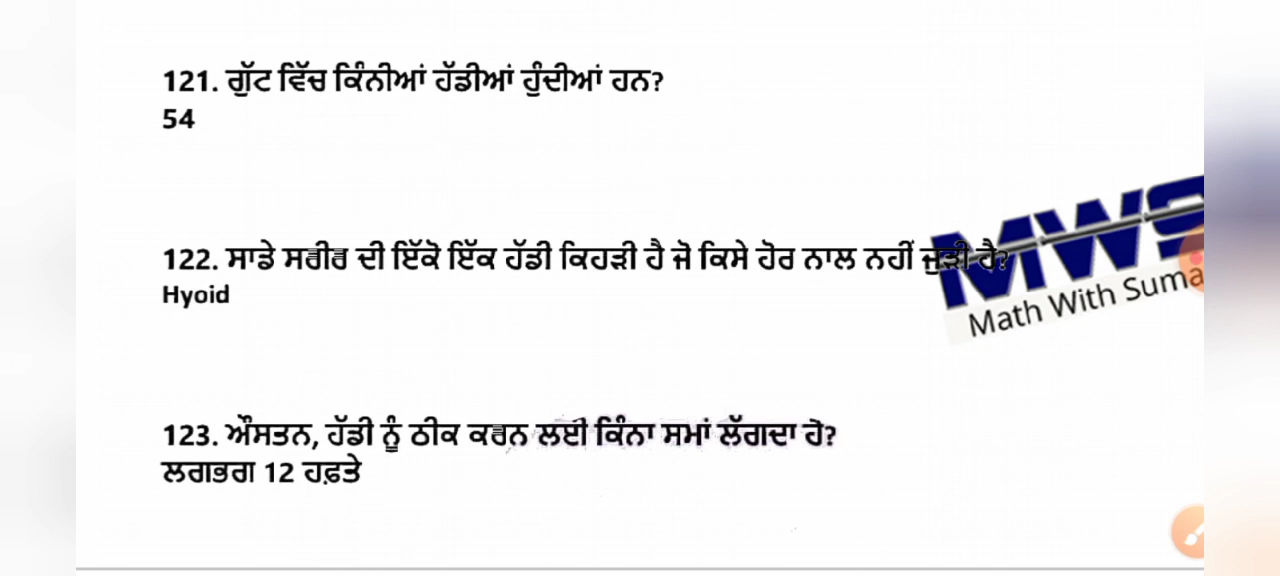 121. ਗੁੱਟ ਵਿੱਚ ਕਿੰਨੀਆਂ ਹੱਡੀਆਂ ਹੁੰਦੀਆਂ ਹਨ?
54
122. ਸਾਡੇ ਸਰੀਰ ਦੀ ਇੱਕੋ ਇੱਕ ਹੱਡੀ ਕਿਹੜੀ ਹੈ ਜੋ ਕਿਸੇ ਹੋਰ ਨਾਲ ਨਹੀਂ ਜੁੜੀ ਹੈ?
Hyoid
MWS
Math With Suma
123. ਔਸਤਨ, ਹੱਡੀ ਨੂੰ ਠੀਕ ਕਰਨ ਲਈ ਕਿੰਨਾ ਸਮਾਂ ਲੱਗਦਾ ਹੈ?
ਲਗਭਗ 12 ਹਫ਼ਤੇ